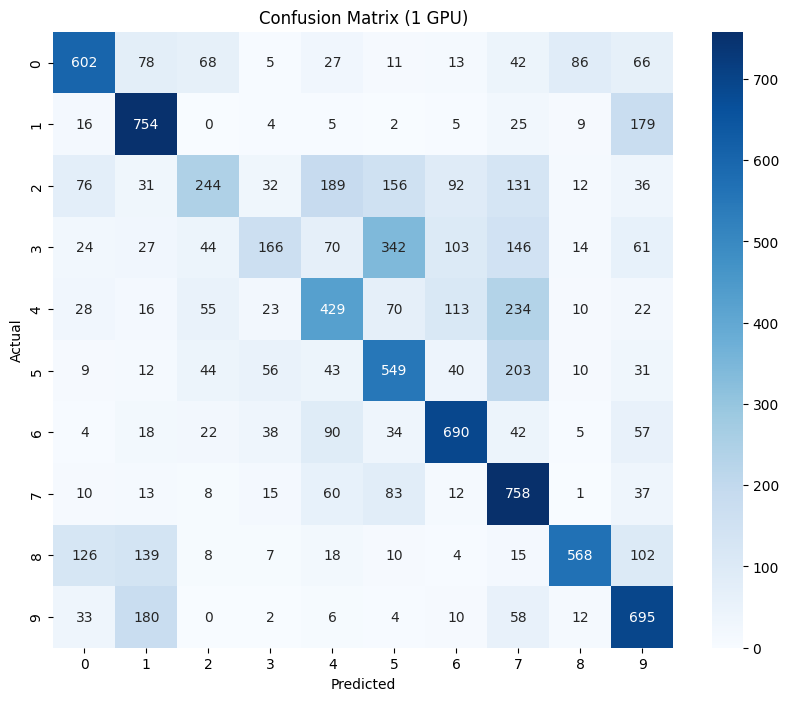 Confusion Matrix (1 GPU)
0 602 78 68 5 27 11 13 42 86 66
1 16 754 0 4 5 2 5 25 9 179
2 76 31 244 32 189 156 92 131 12 36
3 24 27 44 166 70 342 103 146 14 61
4 28 16 55 23 429 70 113 234 10 22
5 9 12 44 56 43 549 40 203 10 31
6 4 18 22 38 90 34 690 42 5 57
7 10 13 8 15 60 83 12 758 1 37
8 126 139 8 7 18 10 4 15 568 102
9 33 180 0 2 6 4 10 58 12 695
0 1 2 3 4 5 6 7 8 9
Predicted
Actual
700
600
500
400
300
200
100
0